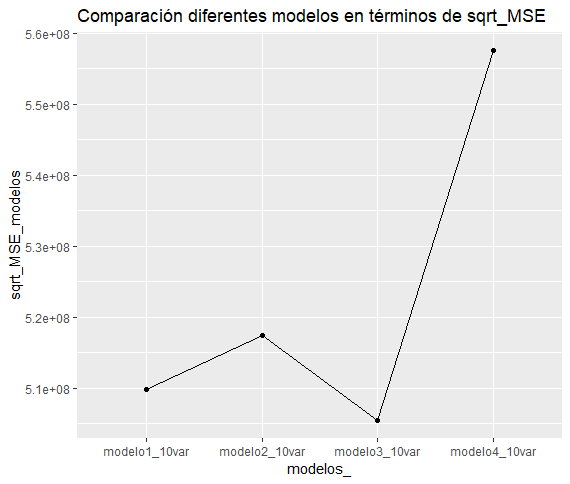 Comparación diferentes modelos en términos de sqrt_MSE
sqrt_MSE_modelos
5.6e+08
5.5e+08
5.4e+08
5.3e+08
5.2e+08
5.1e+08
modelo1_10var
modelo2_10var
modelo3_10var
modelo4_10var
modelos_